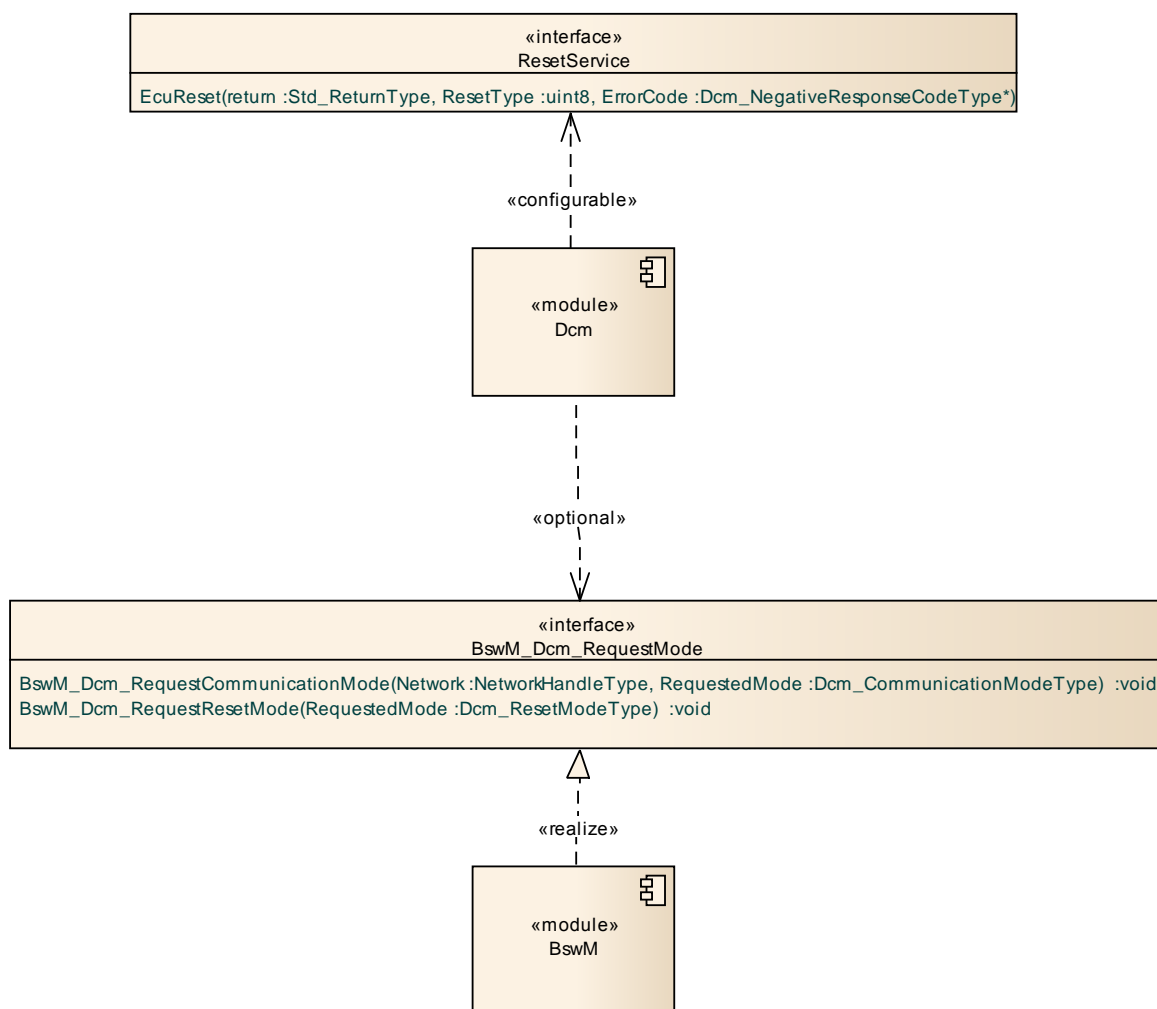 «interface»
ResetService
EcuReset(return :Std_ReturnType, ResetType :uint8, ErrorCode :Dcm_NegativeResponseCodeType*)
«configurable»
«module»
Dcm
«optional»
«interface»
BswM_Dcm_RequestMode
BswM_Dcm_RequestCommunicationMode(Network :NetworkHandleType, RequestedMode :Dcm_CommunicationModeType) :void
BswM_Dcm_RequestResetMode(RequestedMode :Dcm_ResetModeType) :void
«realize»
«module»
BswM